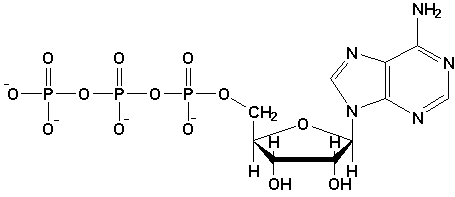 NH₂
O O O N N
⁻O P O P O P O CH₂ N N
O⁻ O⁻ O⁻ O
H H
H H
OH OH